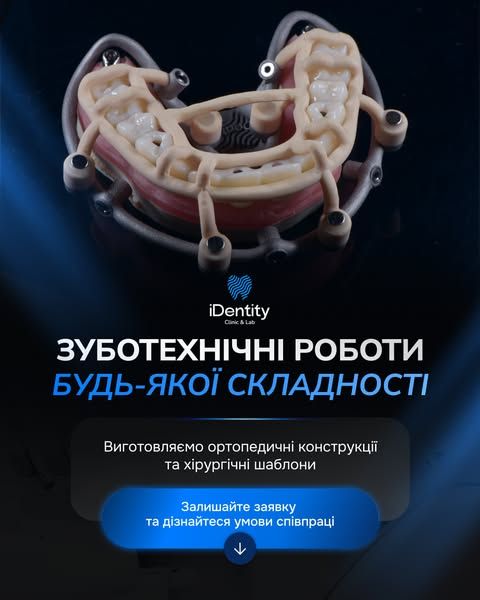 iDentity
Clinic & Lab
ЗУБОТЕХНІЧНІ РОБОТИ
БУДЬ-ЯКОЇ СКЛАДНОСТІ
Виготовляємо ортопедичні конструкції
та хірургічні шаблони
Залишайте заявку
та дізнайтеся умови співпраці